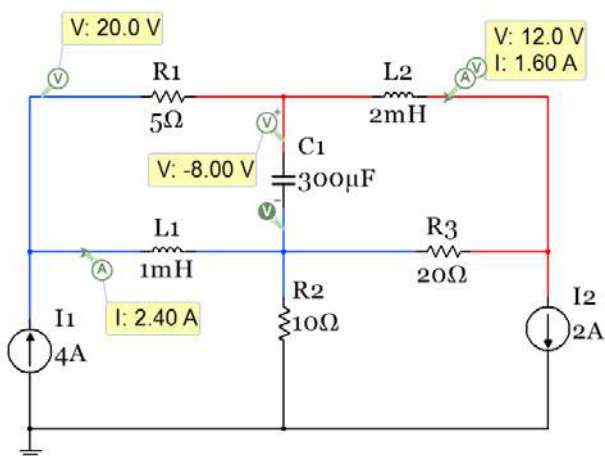 V: 20.0 V
V
R1
5Ω
L2
2mH
A
V
V: 12.0 V
I: 1.60 A
V+
V: -8.00 V
C1
300µF
V-
L1
1mH
A
I: 2.40 A
R3
20Ω
R2
10Ω
I1
4A
I2
2A